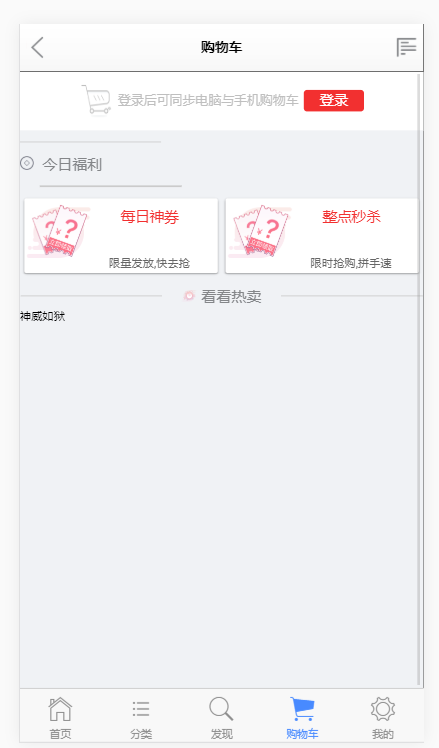 购物车
登录后可同步电脑与手机购物车 登录
今日福利
每日神券 整点秒杀
限量发放,快去抢 限时抢购,拼手速
看看热卖
神威如狱
首页 分类 发现 购物车 我的